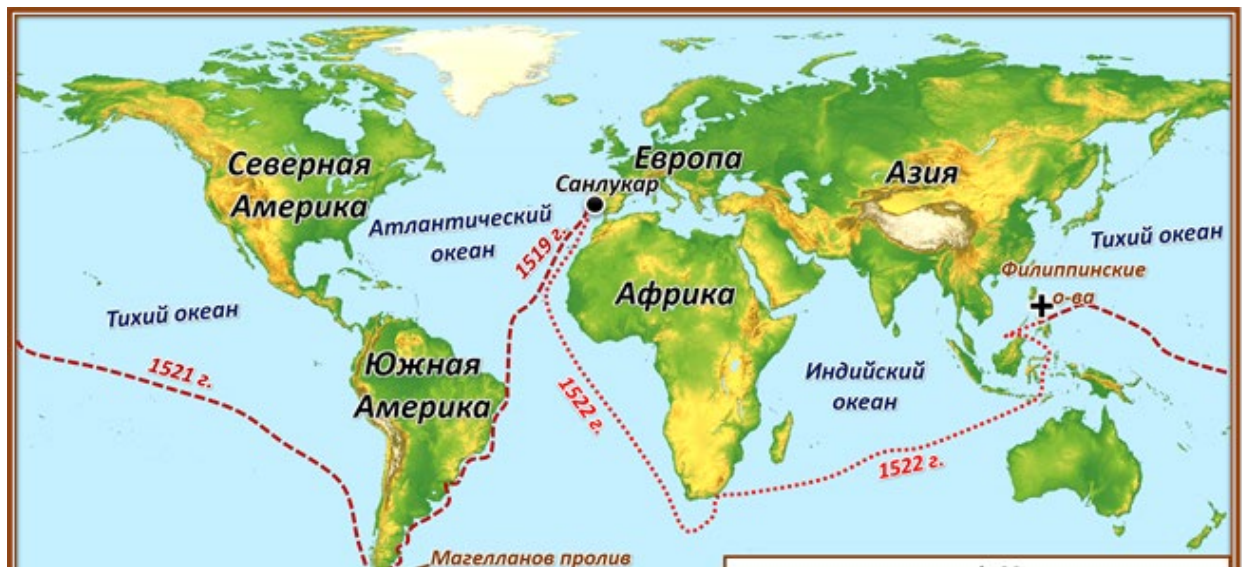 Северная
Америка
Европа
Санлукар
Азия
Атлантический
океан
1519 г.
Тихий океан
Филиппинские
о-ва
Африка
Тихий океан
1521 г.
Южная
Америка
1522 г.
Индийский
океан
1522 г.
Магелланов пролив